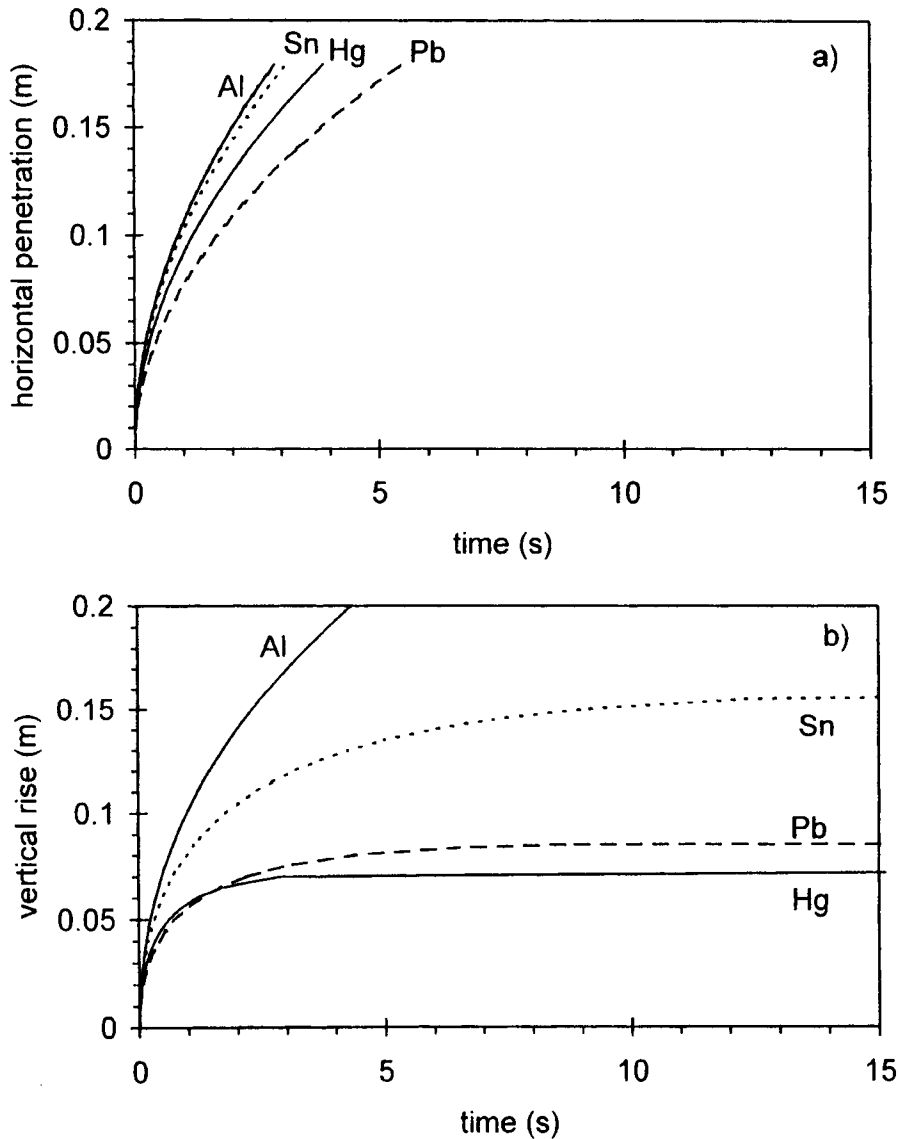 0.2
Sn
Hg
Pb
a)
Al
0.15
0.1
0.05
0
horizontal penetration (m)
0
5
10
15
time (s)
0.2
Al
b)
0.15
Sn
0.1
Pb
0.05
Hg
0
vertical rise (m)
0
5
10
15
time (s)